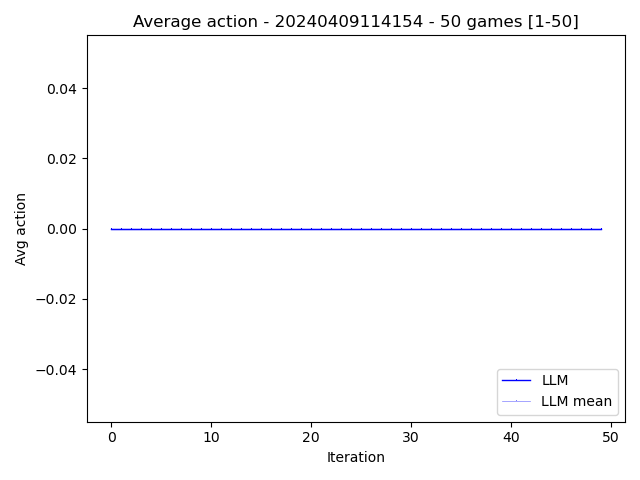 Average action - 20240409114154 - 50 games [1-50]
Avg action
0.04
0.02
0.00
−0.02
−0.04
0
10
20
30
40
50
Iteration
LLM
LLM mean